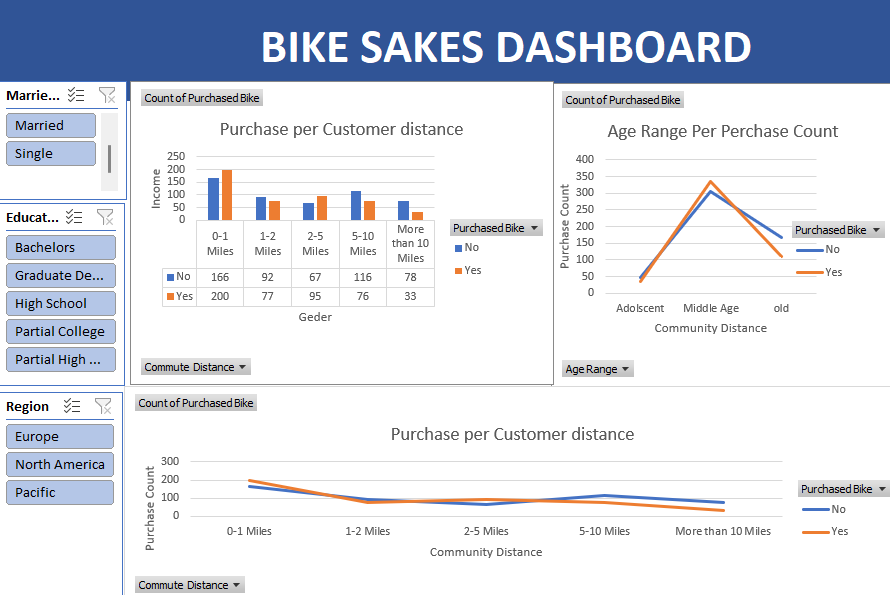 BIKE SAKES DASHBOARD
Marrie...
Married
Single
Educat...
Bachelors
Graduate De...
High School
Partial College
Partial High ...
Region
Europe
North America
Pacific
Count of Purchased Bike
Purchase per Customer distance
Income
250
200
150
100
50
0
0-1 Miles
1-2 Miles
2-5 Miles
5-10 Miles
More than 10 Miles
No 166 92 67 116 78
Yes 200 77 95 76 33
Geder
Purchased Bike
No
Yes
Commute Distance
Count of Purchased Bike
Age Range Per Perchase Count
Purchase Count
400
350
300
250
200
150
100
50
0
Adolscent Middle Age old
Community Distance
Purchased Bike
No
Yes
Age Range
Count of Purchased Bike
Purchase per Customer distance
Purchase Count
300
200
100
0
0-1 Miles 1-2 Miles 2-5 Miles 5-10 Miles More than 10 Miles
Community Distance
Purchased Bike
No
Yes
Commute Distance